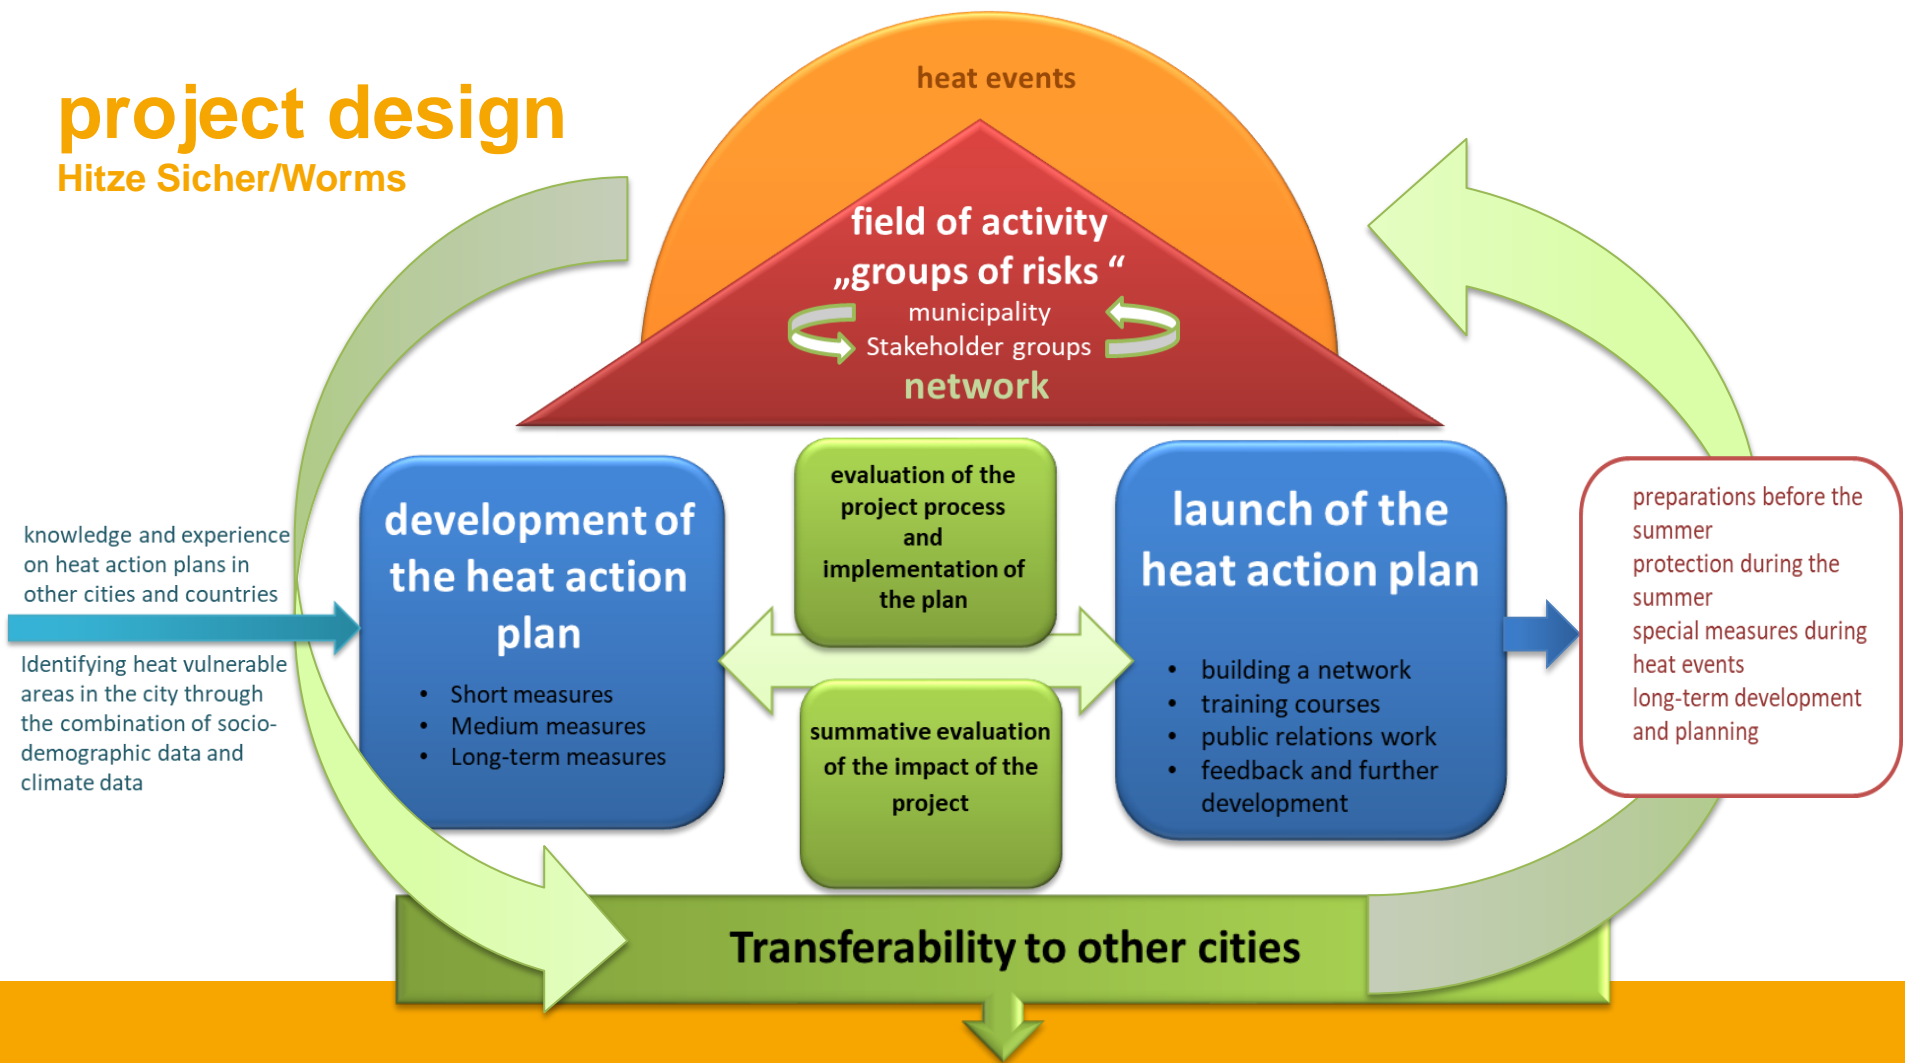 project design
Hitze Sicher/Worms
heat events
field of activity
„groups of risks “
municipality
Stakeholder groups
network
knowledge and experience
on heat action plans in
other cities and countries
Identifying heat vulnerable
areas in the city through
the combination of socio-
demographic data and
climate data
development of
the heat action
plan
• Short measures
• Medium measures
• Long-term measures
evaluation of the
project process
and
implementation of
the plan
summative evaluation
of the impact of the
project
launch of the
heat action plan
• building a network
• training courses
• public relations work
• feedback and further
development
preparations before the
summer
protection during the
summer
special measures during
heat events
long-term development
and planning
Transferability to other cities